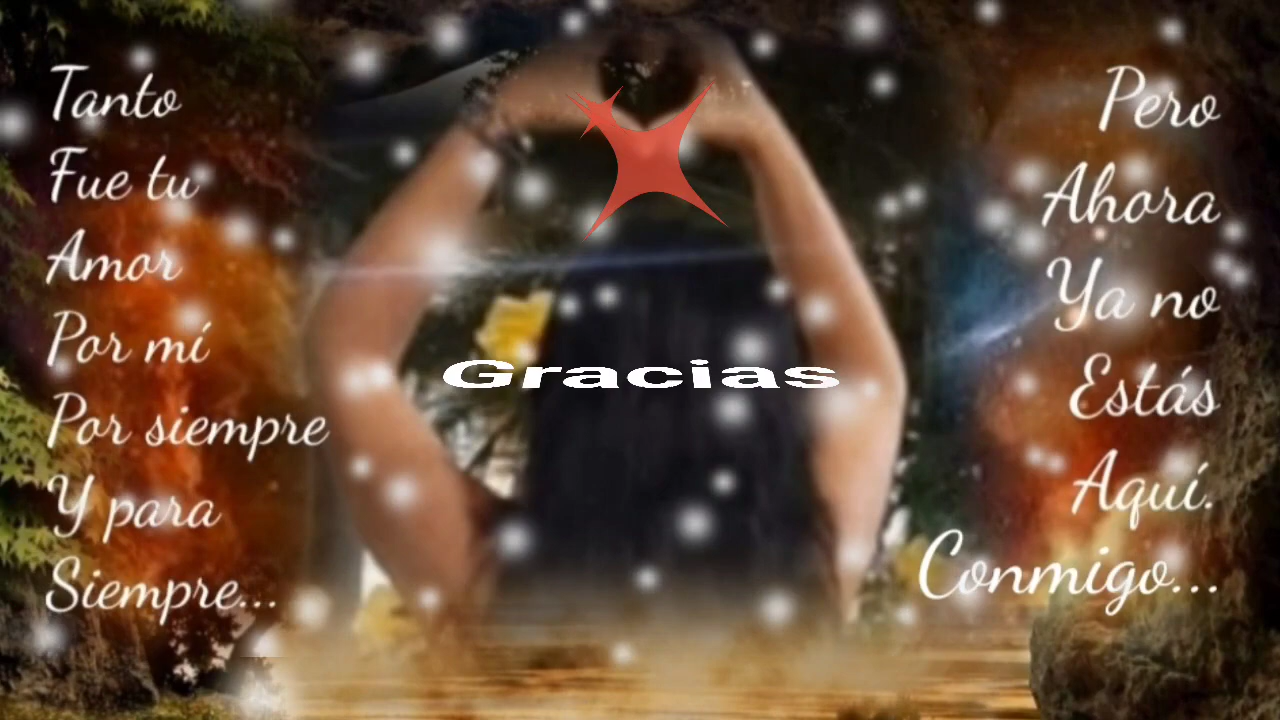 Tanto
Fue tu
Amor
Por mí
Por siempre
Y para
Siempre...
Gracias
Pero
Ahora
Ya no
Estás
Aquí.
Conmigo...